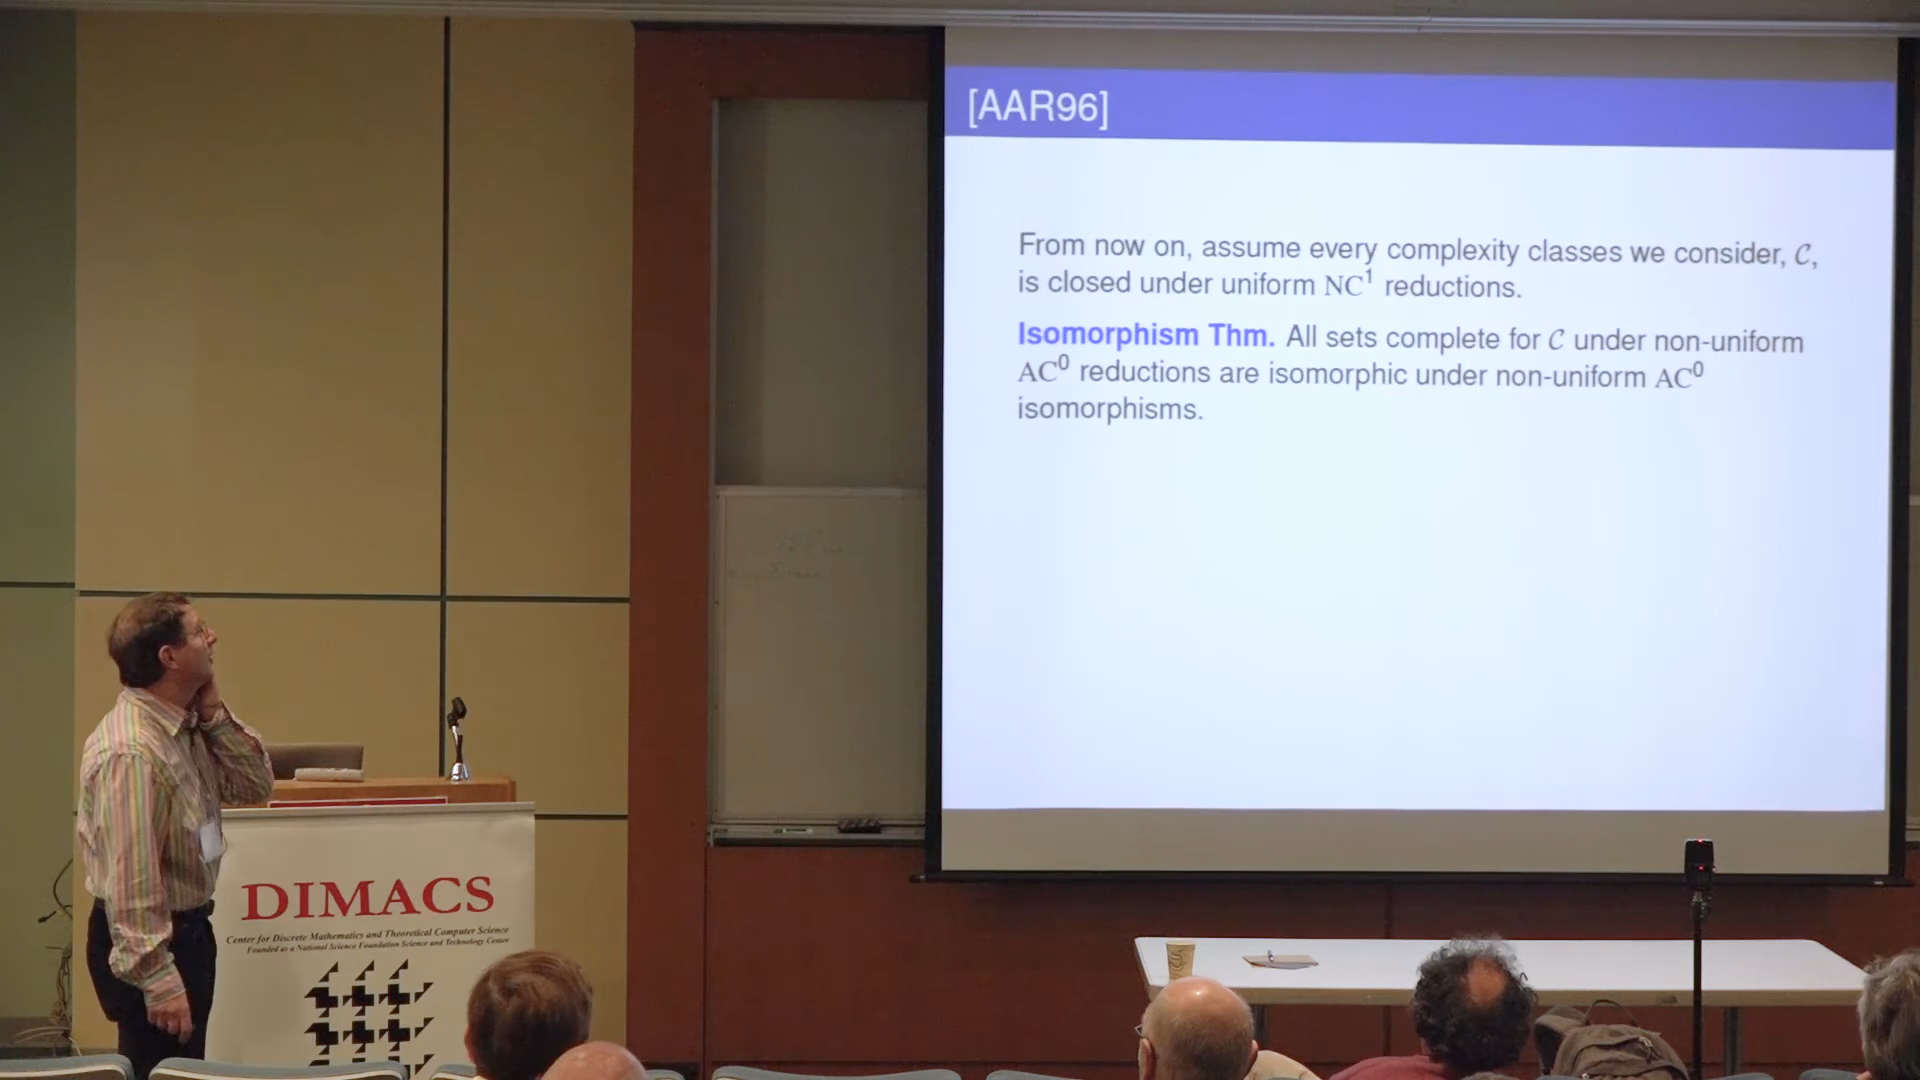 [AAR96]
From now on, assume every complexity classes we consider, 𝒞,
is closed under uniform NC¹ reductions.
Isomorphism Thm. All sets complete for 𝒞 under non-uniform
AC⁰ reductions are isomorphic under non-uniform AC⁰
isomorphisms.
DIMACS
Center for Discrete Mathematics and Theoretical Computer Science
Founded as a National Science Foundation Science and Technology Center